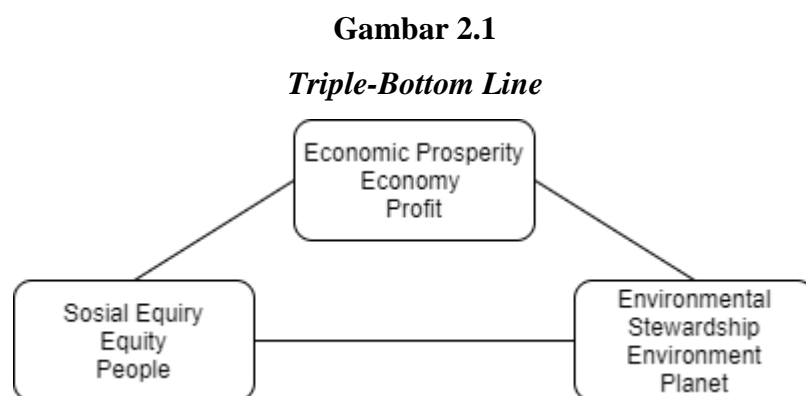 Gambar 2.1
Triple-Bottom Line
Economic Prosperity
Economy
Profit
Sosial Equiry
Equity
People
Environmental
Stewardship
Environment
Planet